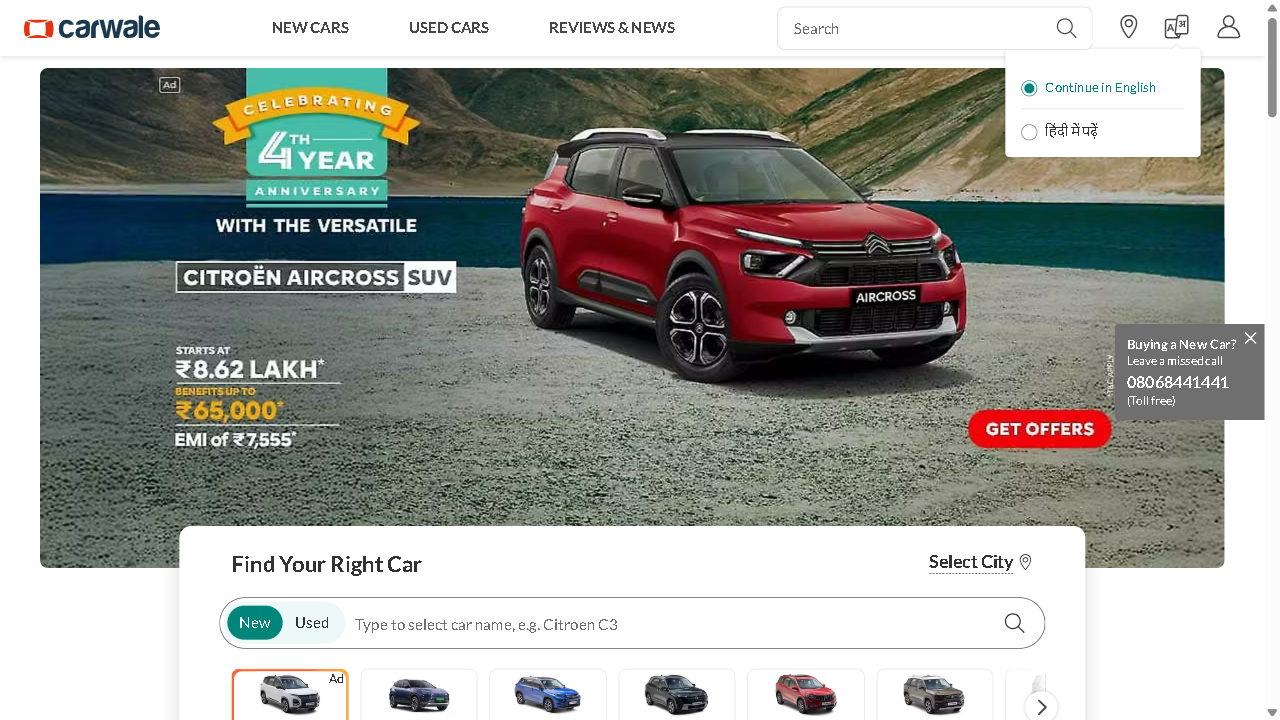 carwale
NEW CARS
USED CARS
REVIEWS & NEWS
Search
Continue in English
हिंदी में पढ़ें
Ad
CELEBRATING
4TH
YEAR
ANNIVERSARY
WITH THE VERSATILE
CITROËN AIRCROSS SUV
STARTS AT
₹8.62 LAKH*
BENEFITS UP TO
₹65,000*
EMI of ₹7,555*
AIRCROSS
GET OFFERS
T&C APPLY
Buying a New Car?
Leave a missed call
08068441441
(Toll free)
Find Your Right Car
Select City
New
Used
Type to select car name, e.g. Citroen C3
Ad